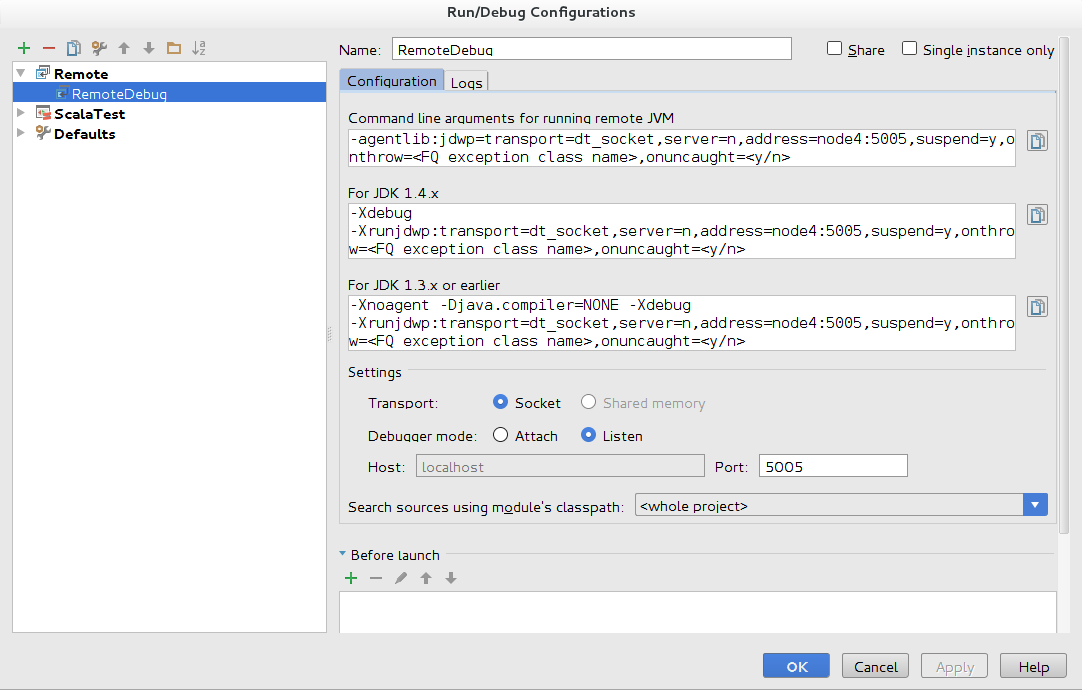 Run/Debug Configurations
Name: RemoteDebug Share Single instance only
Remote
RemoteDebug
ScalaTest
Defaults
Configuration Logs
Command line arguments for running remote JVM
-agentlib:jdwp=transport=dt_socket,server=n,address=node4:5005,suspend=y,o
nthrow=<FQ exception class name>,onuncaught=<y/n>
For JDK 1.4.x
-Xdebug
-Xrunjdwp:transport=dt_socket,server=n,address=node4:5005,suspend=y,onthro
w=<FQ exception class name>,onuncaught=<y/n>
For JDK 1.3.x or earlier
-Xnoagent -Djava.compiler=NONE -Xdebug
-Xrunjdwp:transport=dt_socket,server=n,address=node4:5005,suspend=y,onthro
w=<FQ exception class name>,onuncaught=<y/n>
Settings
Transport: Socket Shared memory
Debugger mode: Attach Listen
Host: localhost Port: 5005
Search sources using module's classpath: <whole project>
Before launch
OK Cancel Apply Help